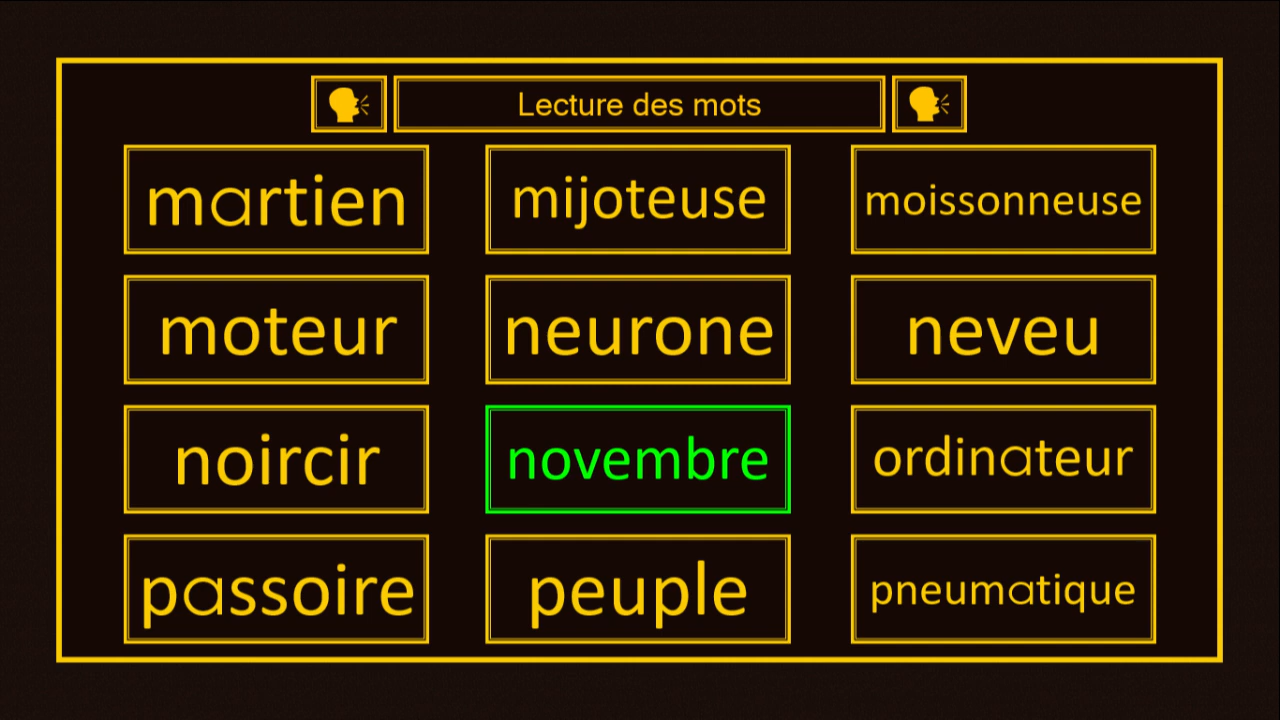 Lecture des mots
martien mijoteuse moissonneuse
moteur neurone neveu
noircir novembre ordinateur
passoire peuple pneumatique